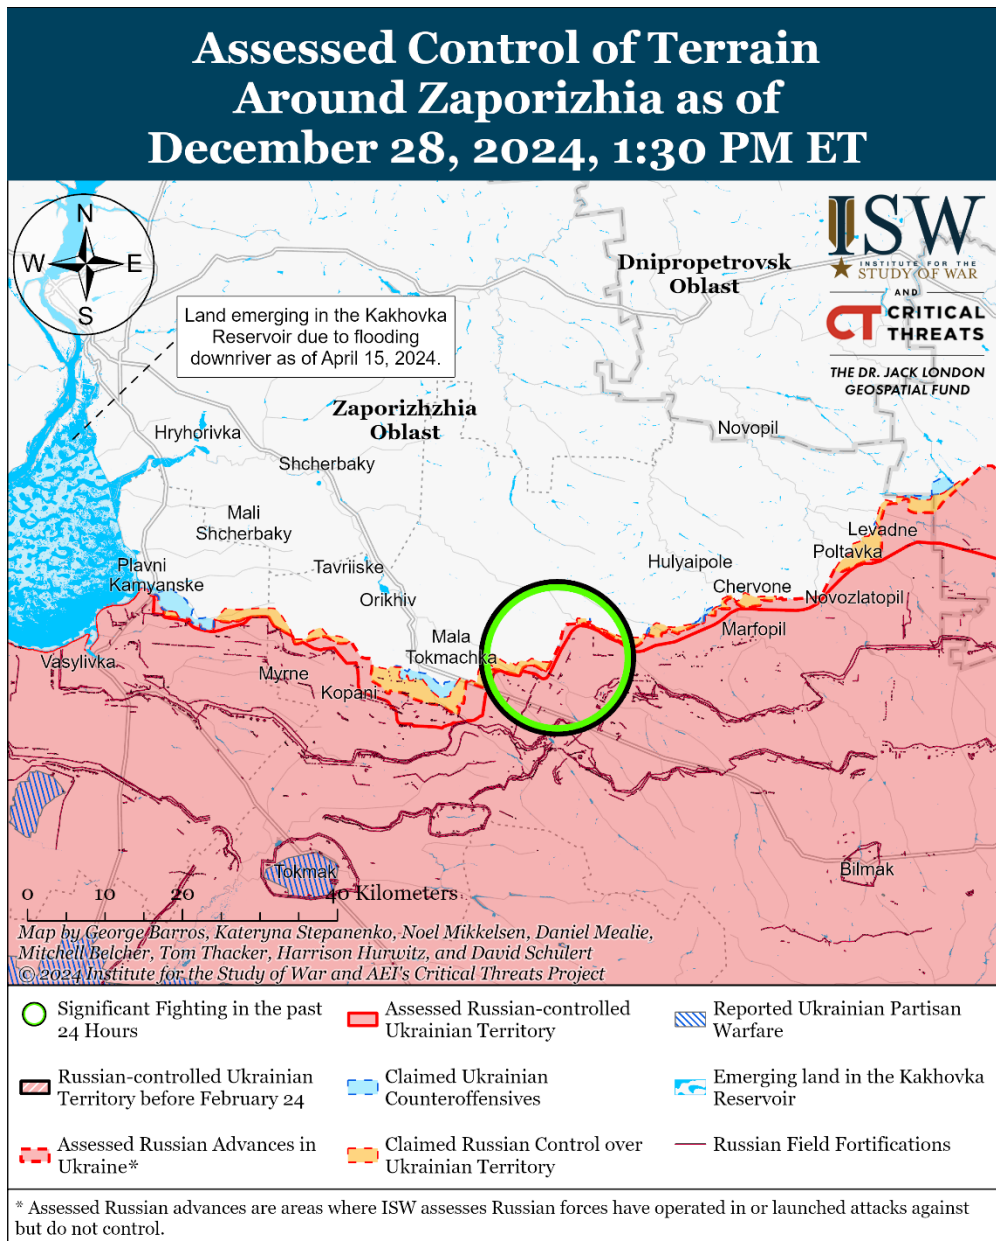 Assessed Control of Terrain
Around Zaporizhia as of
December 28, 2024, 1:30 PM ET
N
W
E
S
ISW
INSTITUTE FOR THE
STUDY OF WAR
AND
CT CRITICAL
THREATS
THE DR. JACK LONDON
GEOSPATIAL FUND
Dnipropetrovsk
Oblast
Land emerging in the Kakhovka
Reservoir due to flooding
downriver as of April 15, 2024.
Zaporizhzhia
Oblast
Hryhorivka
Novopil
Shcherbaky
Mali
Shcherbaky
Levadne
Poltavka
Plavni
Kamyanske
Tavriiske
Hulyaipole
Chervone
Orikhiv
Novozlatopil
Mala
Tokmachka
Marfopil
Vasylivka
Myrne
Kopani
Tokmak
Bilmak
0 10 20 40 Kilometers
Map by George Barros, Kateryna Stepanenko, Noel Mikkelsen, Daniel Mealie,
Mitchell Belcher, Tom Thacker, Harrison Hurwitz, and David Schulert
© 2024 Institute for the Study of War and AEI's Critical Threats Project
Significant Fighting in the past
24 Hours
Assessed Russian-controlled
Ukrainian Territory
Reported Ukrainian Partisan
Warfare
Russian-controlled Ukrainian
Territory before February 24
Claimed Ukrainian
Counteroffensives
Emerging land in the Kakhovka
Reservoir
Assessed Russian Advances in
Ukraine*
Claimed Russian Control over
Ukrainian Territory
Russian Field Fortifications
* Assessed Russian advances are areas where ISW assesses Russian forces have operated in or launched attacks against
but do not control.